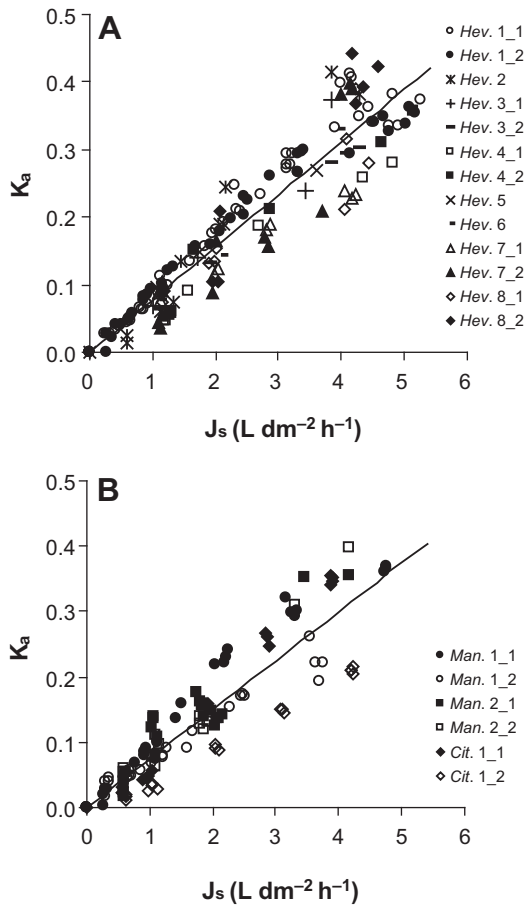 A
0.5
0.4
0.3
0.2
0.1
0.0
Ka
0 1 2 3 4 5 6
Js (L dm−2 h−1)
Hev. 1_1
Hev. 1_2
Hev. 2
Hev. 3_1
Hev. 3_2
Hev. 4_1
Hev. 4_2
Hev. 5
Hev. 6
Hev. 7_1
Hev. 7_2
Hev. 8_1
Hev. 8_2
B
0.5
0.4
0.3
0.2
0.1
0.0
Ka
0 1 2 3 4 5 6
Js (L dm−2 h−1)
Man. 1_1
Man. 1_2
Man. 2_1
Man. 2_2
Cit. 1_1
Cit. 1_2